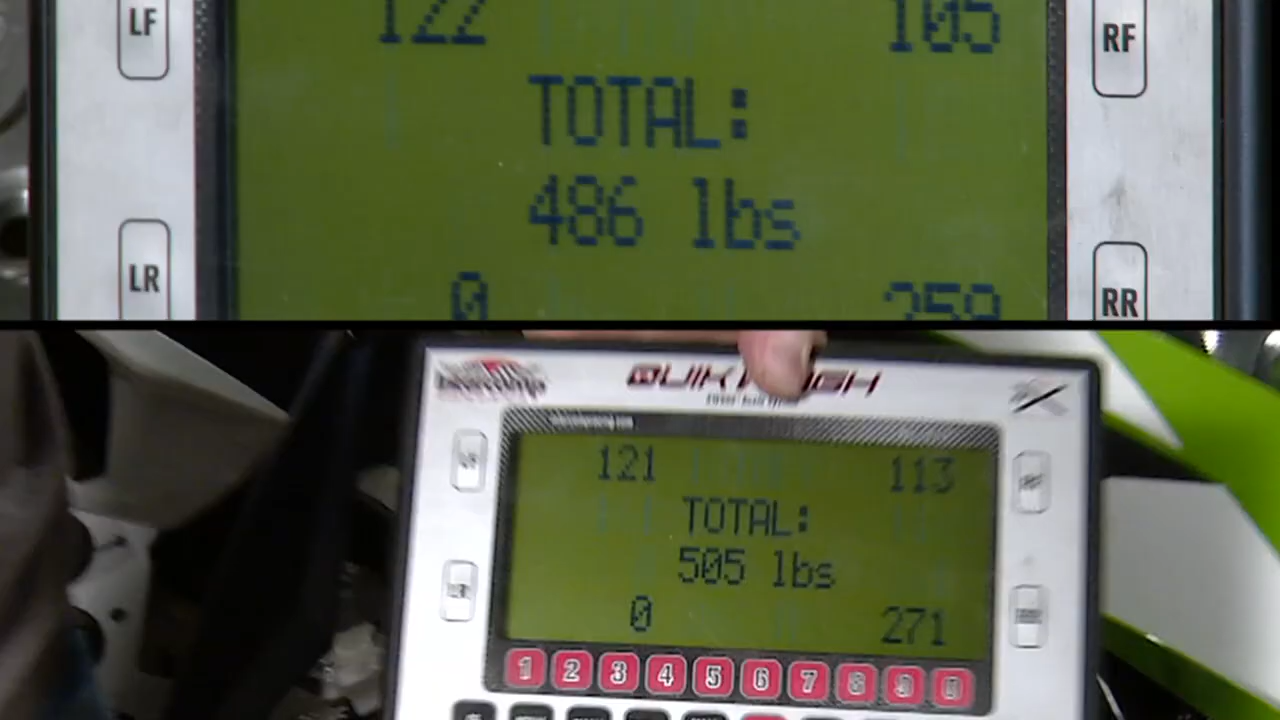 LF 122 105 RF
TOTAL:
486 lbs
LR 0 259 RR
QUIKWEIGH
121 113
TOTAL:
505 lbs
0 271
1 2 3 4 5 6 7 8 9 0